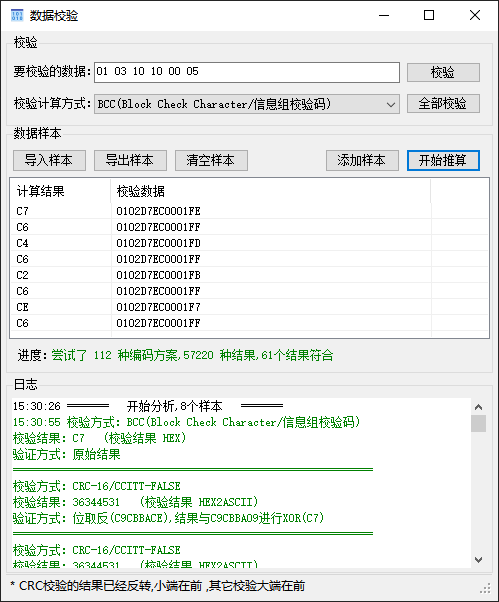 数据校验
校验
要校验的数据: 01 03 10 10 00 05 校验
校验计算方式: BCC(Block Check Character/信息组校验码) 全部校验
数据样本
导入样本 导出样本 清空样本 添加样本 开始推算
计算结果 校验数据
C7 0102D7EC0001FE
C6 0102D7EC0001FF
C4 0102D7EC0001FD
C6 0102D7EC0001FF
C2 0102D7EC0001FB
C6 0102D7EC0001FF
CE 0102D7EC0001F7
C6 0102D7EC0001FF
进度: 尝试了 112 种编码方案,57220 种结果,61个结果符合
日志
15:30:26 ══════ 开始分析,8个样本 ══════
15:30:55 校验方式: BCC(Block Check Character/信息组校验码)
校验结果: C7 (校验结果 HEX)
验证方式: 原始结果
校验方式: CRC-16/CCITT-FALSE
校验结果: 36344531 (校验结果 HEX2ASCII)
验证方式: 位取反(C9CBBACE),结果与C9CBBA09进行XOR(C7)
校验方式: CRC-16/CCITT-FALSE
校验结果: 36344531 (校验结果 HEX2ASCII)
* CRC校验的结果已经反转,小端在前 ,其它校验大端在前